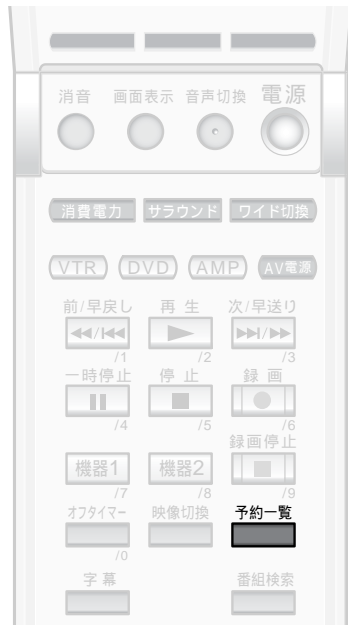 消音 画面表示 音声切換 電源
消費電力 サラウンド ワイド切換
VTR DVD AMP AV電源
前/早戻し 再生 次/早送り
/1 /2 /3
一時停止 停止 録画
/4 /5 /6
録画停止
機器1 機器2
/7 /8 /9
オフタイマー 映像切換 予約一覧
/0
字幕 番組検索